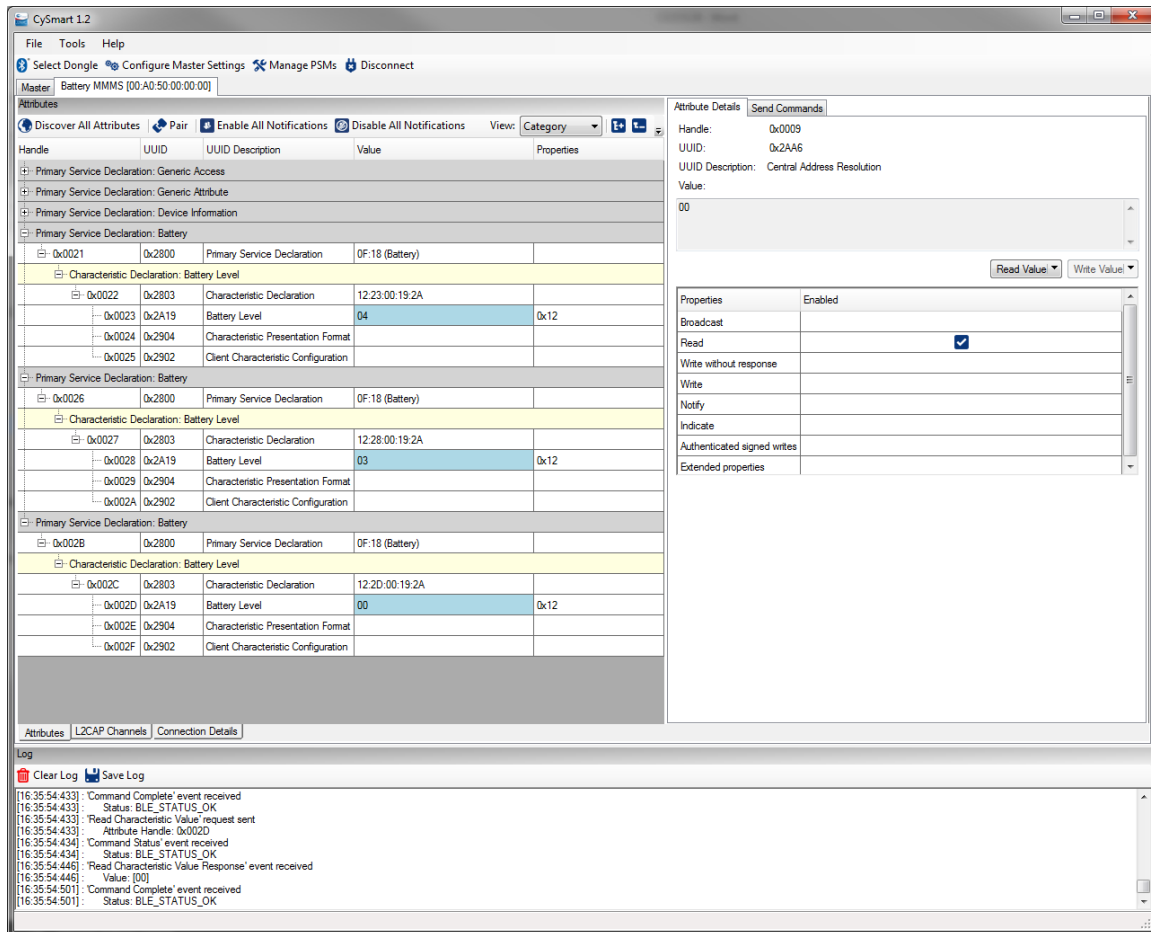 CySmart 1.2
File Tools Help
Select Dongle Configure Master Settings Manage PSMs Disconnect
Master Battery MMMS [00:A0:50:00:00:00]
Attributes
Discover All Attributes Pair Enable All Notifications Disable All Notifications View: Category
Handle UUID UUID Description Value Properties
Primary Service Declaration: Generic Access
Primary Service Declaration: Generic Attribute
Primary Service Declaration: Device Information
Primary Service Declaration: Battery
0x0021 0x2800 Primary Service Declaration 0F:18 (Battery)
Characteristic Declaration: Battery Level
0x0022 0x2803 Characteristic Declaration 12:23:00:19:2A
0x0023 0x2A19 Battery Level 04 0x12
0x0024 0x2904 Characteristic Presentation Format
0x0025 0x2902 Client Characteristic Configuration
Primary Service Declaration: Battery
0x0026 0x2800 Primary Service Declaration 0F:18 (Battery)
Characteristic Declaration: Battery Level
0x0027 0x2803 Characteristic Declaration 12:28:00:19:2A
0x0028 0x2A19 Battery Level 03 0x12
0x0029 0x2904 Characteristic Presentation Format
0x002A 0x2902 Client Characteristic Configuration
Primary Service Declaration: Battery
0x002B 0x2800 Primary Service Declaration 0F:18 (Battery)
Characteristic Declaration: Battery Level
0x002C 0x2803 Characteristic Declaration 12:2D:00:19:2A
0x002D 0x2A19 Battery Level 00 0x12
0x002E 0x2904 Characteristic Presentation Format
0x002F 0x2902 Client Characteristic Configuration
Attributes L2CAP Channels Connection Details
Attribute Details Send Commands
Handle: 0x0009
UUID: 0x2AA6
UUID Description: Central Address Resolution
Value:
00
Read Value Write Value
Properties Enabled
Broadcast
Read
Write without response
Write
Notify
Indicate
Authenticated signed writes
Extended properties
Log
Clear Log Save Log
[16:35:54:433] : 'Command Complete' event received
[16:35:54:433] : Status: BLE_STATUS_OK
[16:35:54:433] : 'Read Characteristic Value' request sent
[16:35:54:433] : Attribute Handle: 0x002D
[16:35:54:434] : 'Command Status' event received
[16:35:54:434] : Status: BLE_STATUS_OK
[16:35:54:446] : 'Read Characteristic Value Response' event received
[16:35:54:446] : Value: [00]
[16:35:54:501] : 'Command Complete' event received
[16:35:54:501] : Status: BLE_STATUS_OK